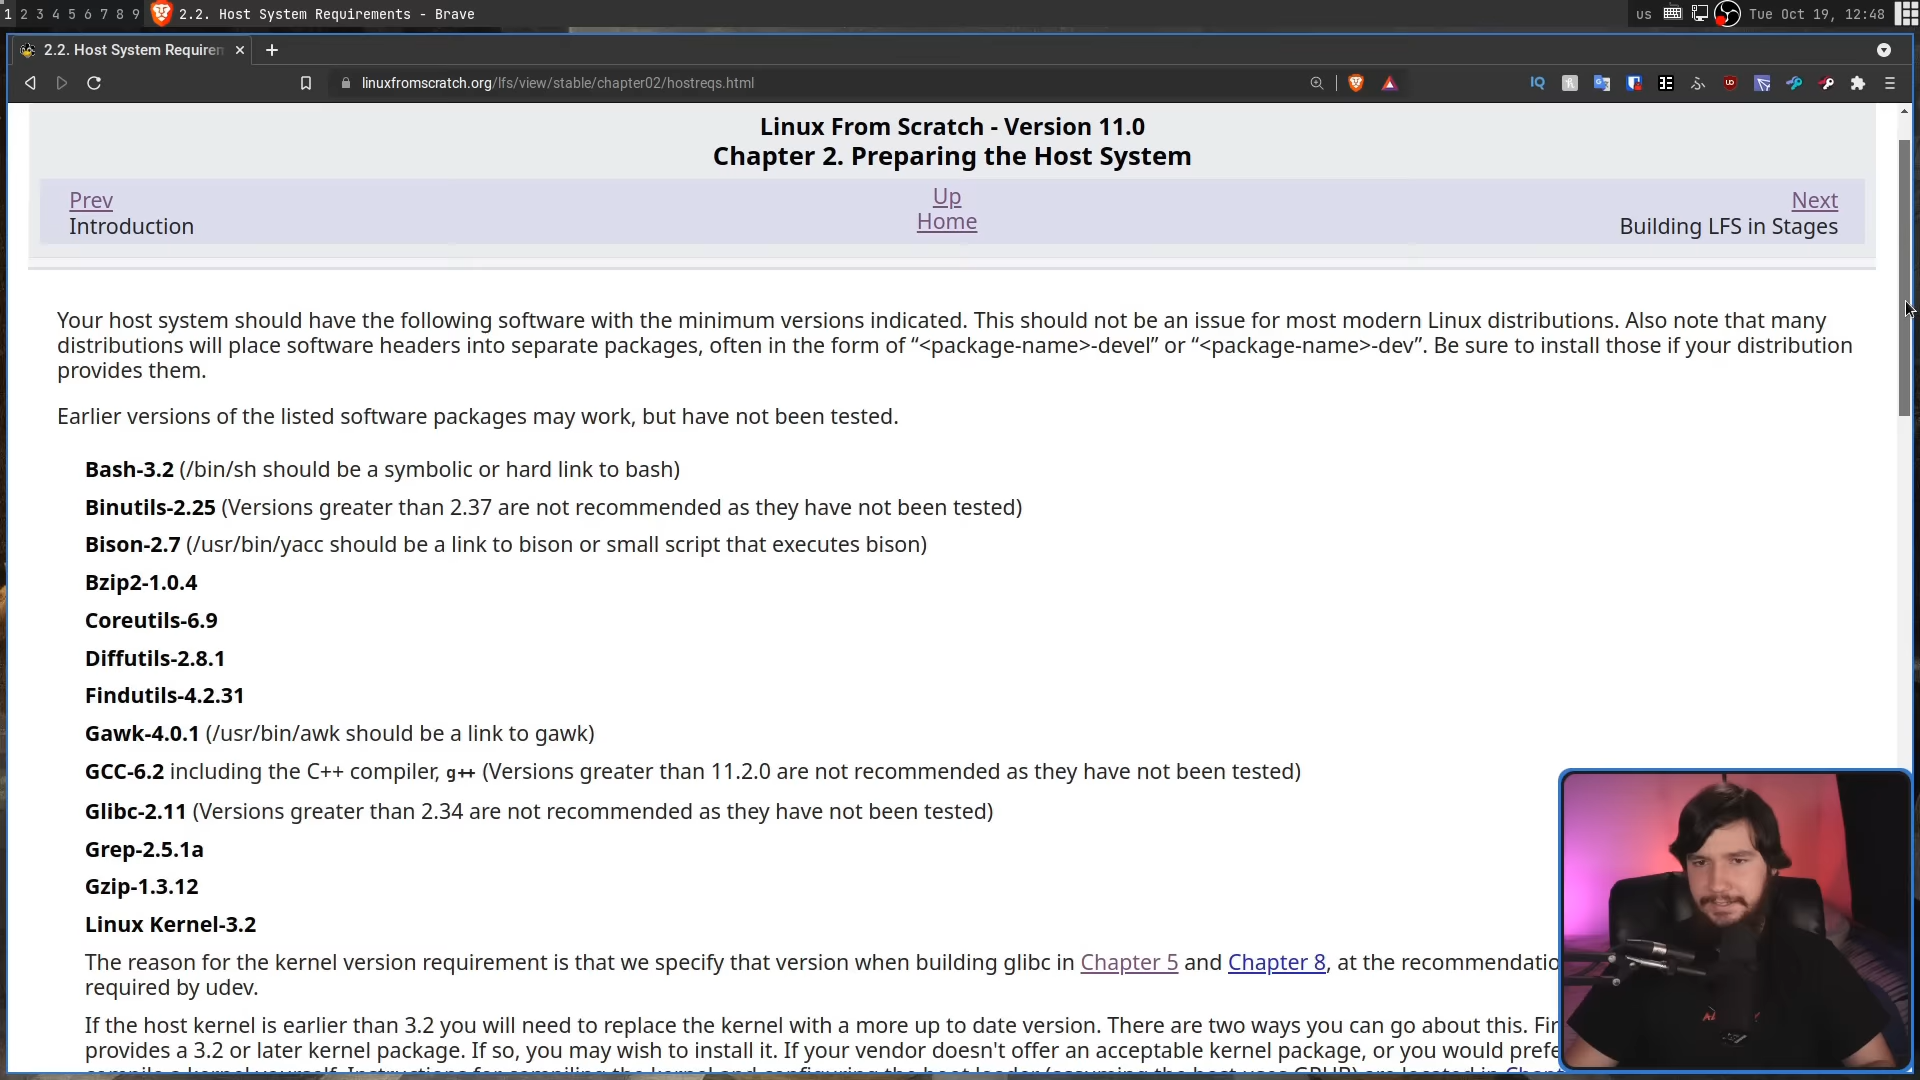 1 2 3 4 5 6 7 8 9 2.2. Host System Requirements - Brave
us Tue Oct 19, 12:48
2.2. Host System Requirem
linuxfromscratch.org/lfs/view/stable/chapter02/hostreqs.html
Linux From Scratch - Version 11.0
Chapter 2. Preparing the Host System
Prev
Introduction
Up
Home
Next
Building LFS in Stages
Your host system should have the following software with the minimum versions indicated. This should not be an issue for most modern Linux distributions. Also note that many
distributions will place software headers into separate packages, often in the form of “<package-name>-devel” or “<package-name>-dev”. Be sure to install those if your distribution
provides them.
Earlier versions of the listed software packages may work, but have not been tested.
Bash-3.2 (/bin/sh should be a symbolic or hard link to bash)
Binutils-2.25 (Versions greater than 2.37 are not recommended as they have not been tested)
Bison-2.7 (/usr/bin/yacc should be a link to bison or small script that executes bison)
Bzip2-1.0.4
Coreutils-6.9
Diffutils-2.8.1
Findutils-4.2.31
Gawk-4.0.1 (/usr/bin/awk should be a link to gawk)
GCC-6.2 including the C++ compiler, g++ (Versions greater than 11.2.0 are not recommended as they have not been tested)
Glibc-2.11 (Versions greater than 2.34 are not recommended as they have not been tested)
Grep-2.5.1a
Gzip-1.3.12
Linux Kernel-3.2
The reason for the kernel version requirement is that we specify that version when building glibc in Chapter 5 and Chapter 8, at the recommendatio
required by udev.
If the host kernel is earlier than 3.2 you will need to replace the kernel with a more up to date version. There are two ways you can go about this. Fir
provides a 3.2 or later kernel package. If so, you may wish to install it. If your vendor doesn't offer an acceptable kernel package, or you would prefe